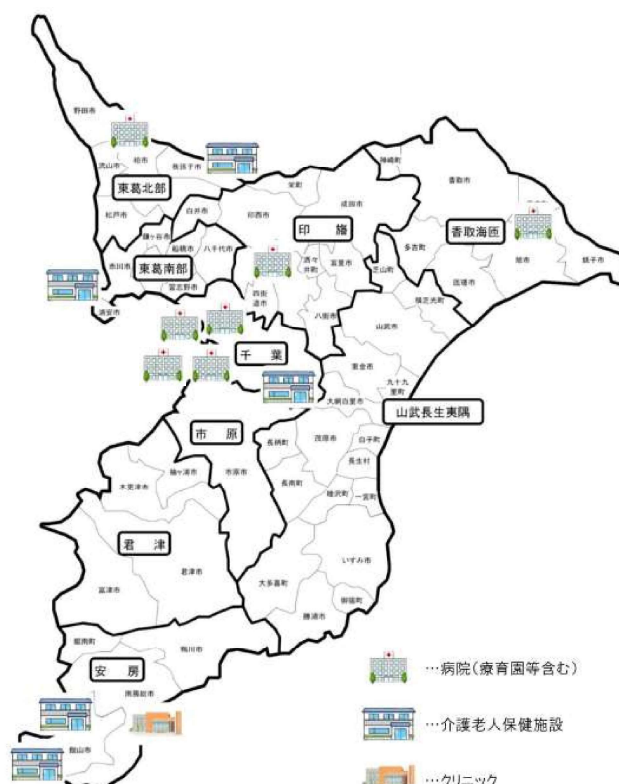 野田市
流山市
柏市
我孫子市
東葛北部
松戸市
鎌ヶ谷市
白井市
印西市
栄町
成田市
神崎町
香取市
香取海匝
印旛
東葛南部
船橋市
八千代市
市川市
習志野市
浦安市
酒々井町
富里市
四街道市
八街市
芝山町
多古町
旭市
銚子市
匝瑳市
横芝光町
山武市
千葉
東金市
九十九里町
大網白里市
山武長生夷隅
市原
市原市
長柄町
茂原市
白子町
長生村
長南町
睦沢町
一宮町
木更津市
袖ヶ浦市
君津
君津市
富津市
いすみ市
大多喜町
御宿町
勝浦市
鋸南町
鴨川市
安房
南房総市
館山市
…病院(療育園等含む)
…介護老人保健施設
…クリニック